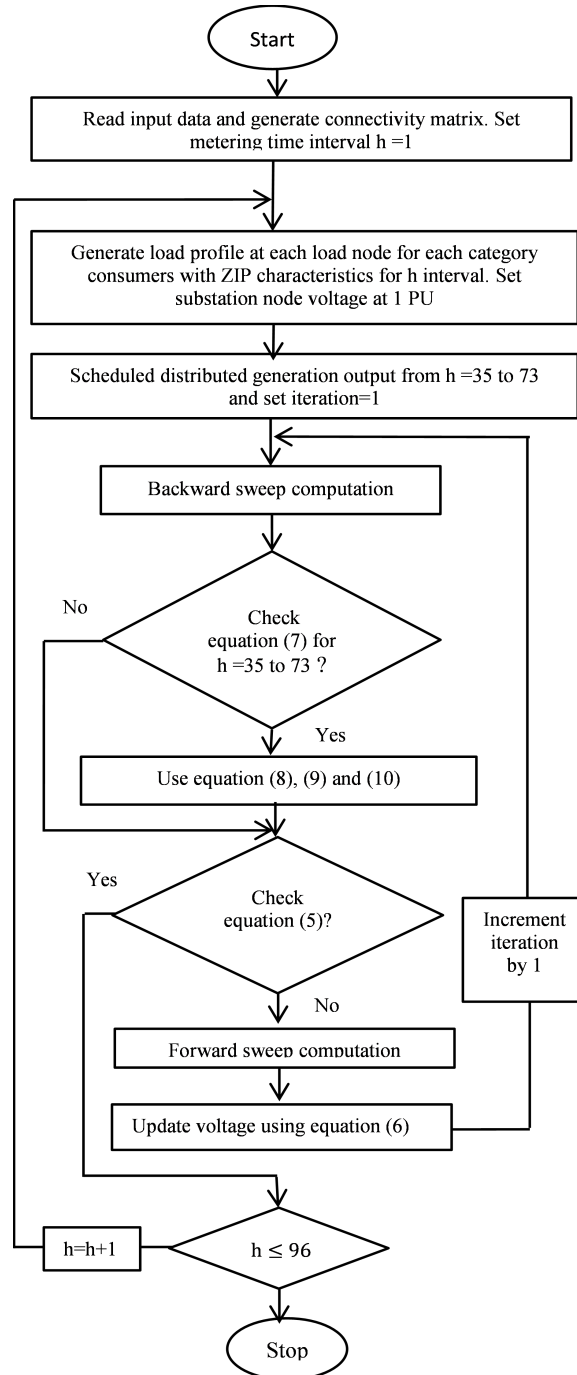 Start
Read input data and generate connectivity matrix. Set
metering time interval h =1
Generate load profile at each load node for each category
consumers with ZIP characteristics for h interval. Set
substation node voltage at 1 PU
Scheduled distributed generation output from h =35 to 73
and set iteration=1
Backward sweep computation
No
Check
equation (7) for
h =35 to 73 ?
Yes
Use equation (8), (9) and (10)
Yes
Check
equation (5)?
Increment
iteration
by 1
No
Forward sweep computation
Update voltage using equation (6)
h=h+1
h ≤ 96
Stop